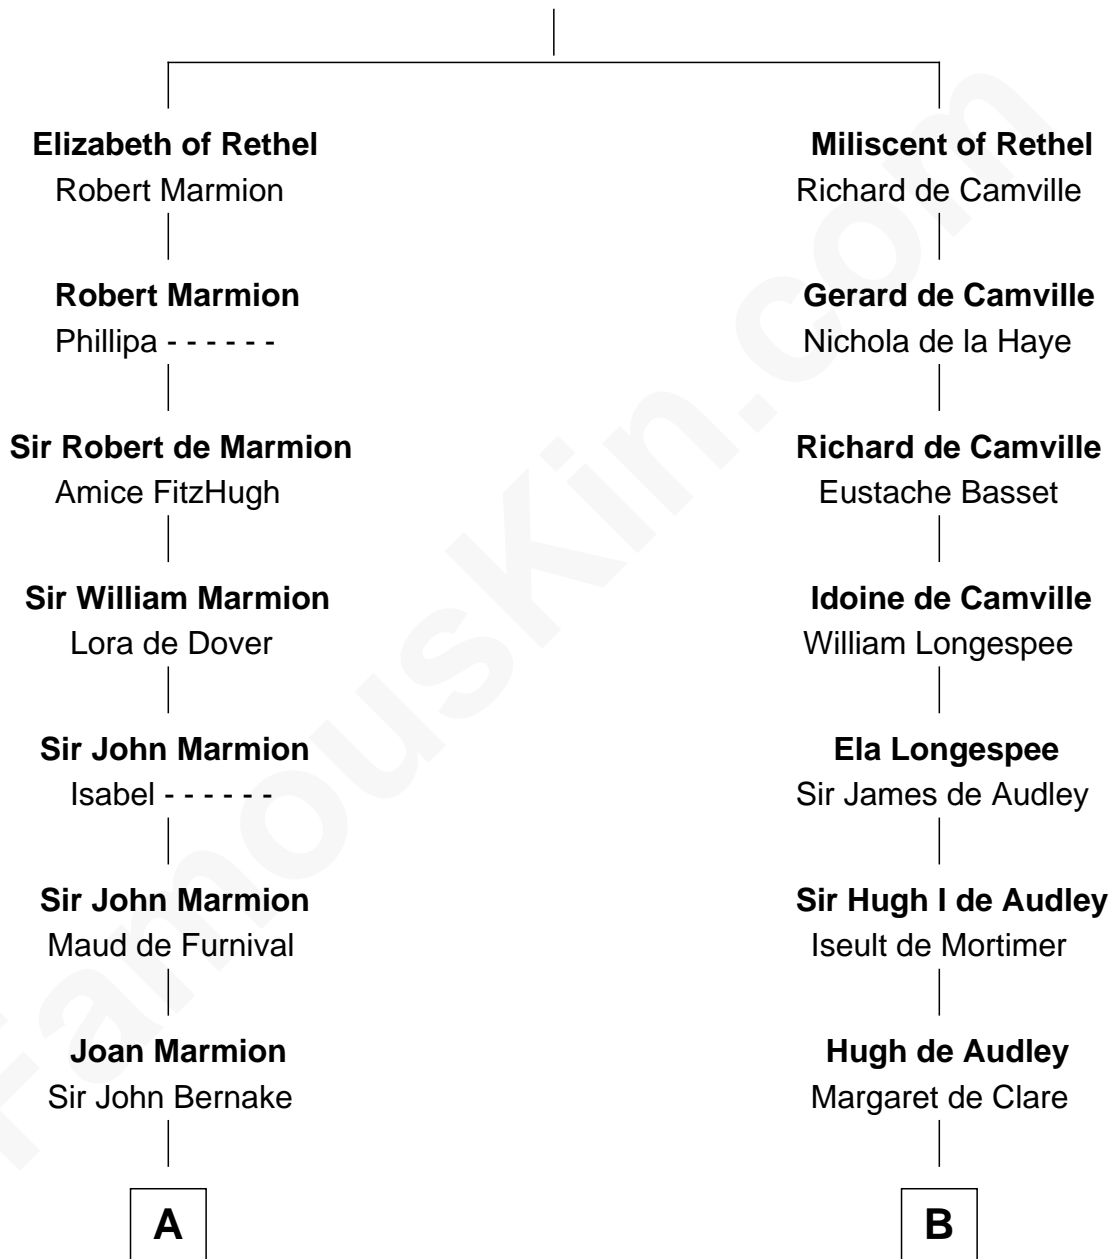 Elizabeth of Rethel
Robert Marmion
Robert Marmion
Phillipa - - - - - -
Sir Robert de Marmion
Amice FitzHugh
Sir William Marmion
Lora de Dover
Sir John Marmion
Isabel - - - - - -
Sir John Marmion
Maud de Furnival
Joan Marmion
Sir John Bernake
A
Miliscent of Rethel
Richard de Camville
Gerard de Camville
Nichola de la Haye
Richard de Camville
Eustache Basset
Idoine de Camville
William Longespee
Ela Longespee
Sir James de Audley
Sir Hugh I de Audley
Iseult de Mortimer
Hugh de Audley
Margaret de Clare
B
FamousKin.com